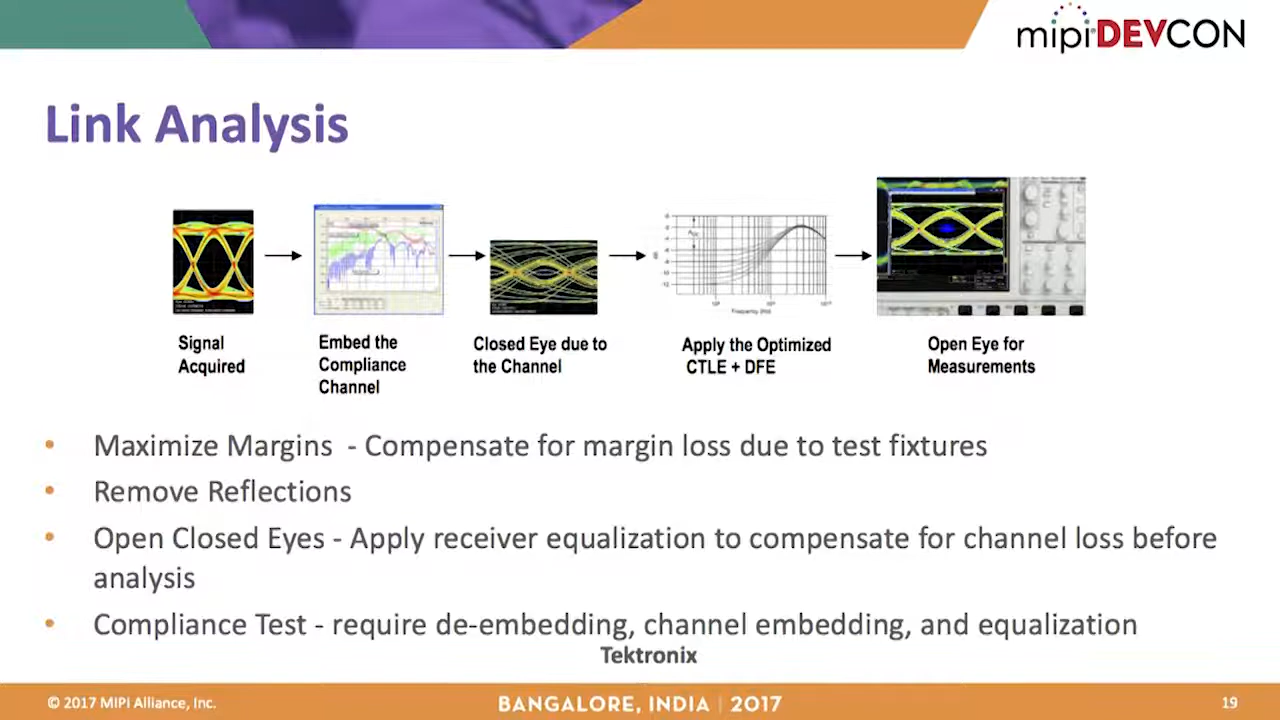 mipi DEVCON
Link Analysis
Signal
Acquired
Embed the
Compliance
Channel
Closed Eye due to
the Channel
Apply the Optimized
CTLE + DFE
Open Eye for
Measurements
• Maximize Margins - Compensate for margin loss due to test fixtures
• Remove Reflections
• Open Closed Eyes - Apply receiver equalization to compensate for channel loss before
analysis
• Compliance Test - require de-embedding, channel embedding, and equalization
Tektronix
© 2017 MIPI Alliance, Inc.
BANGALORE, INDIA | 2017
19